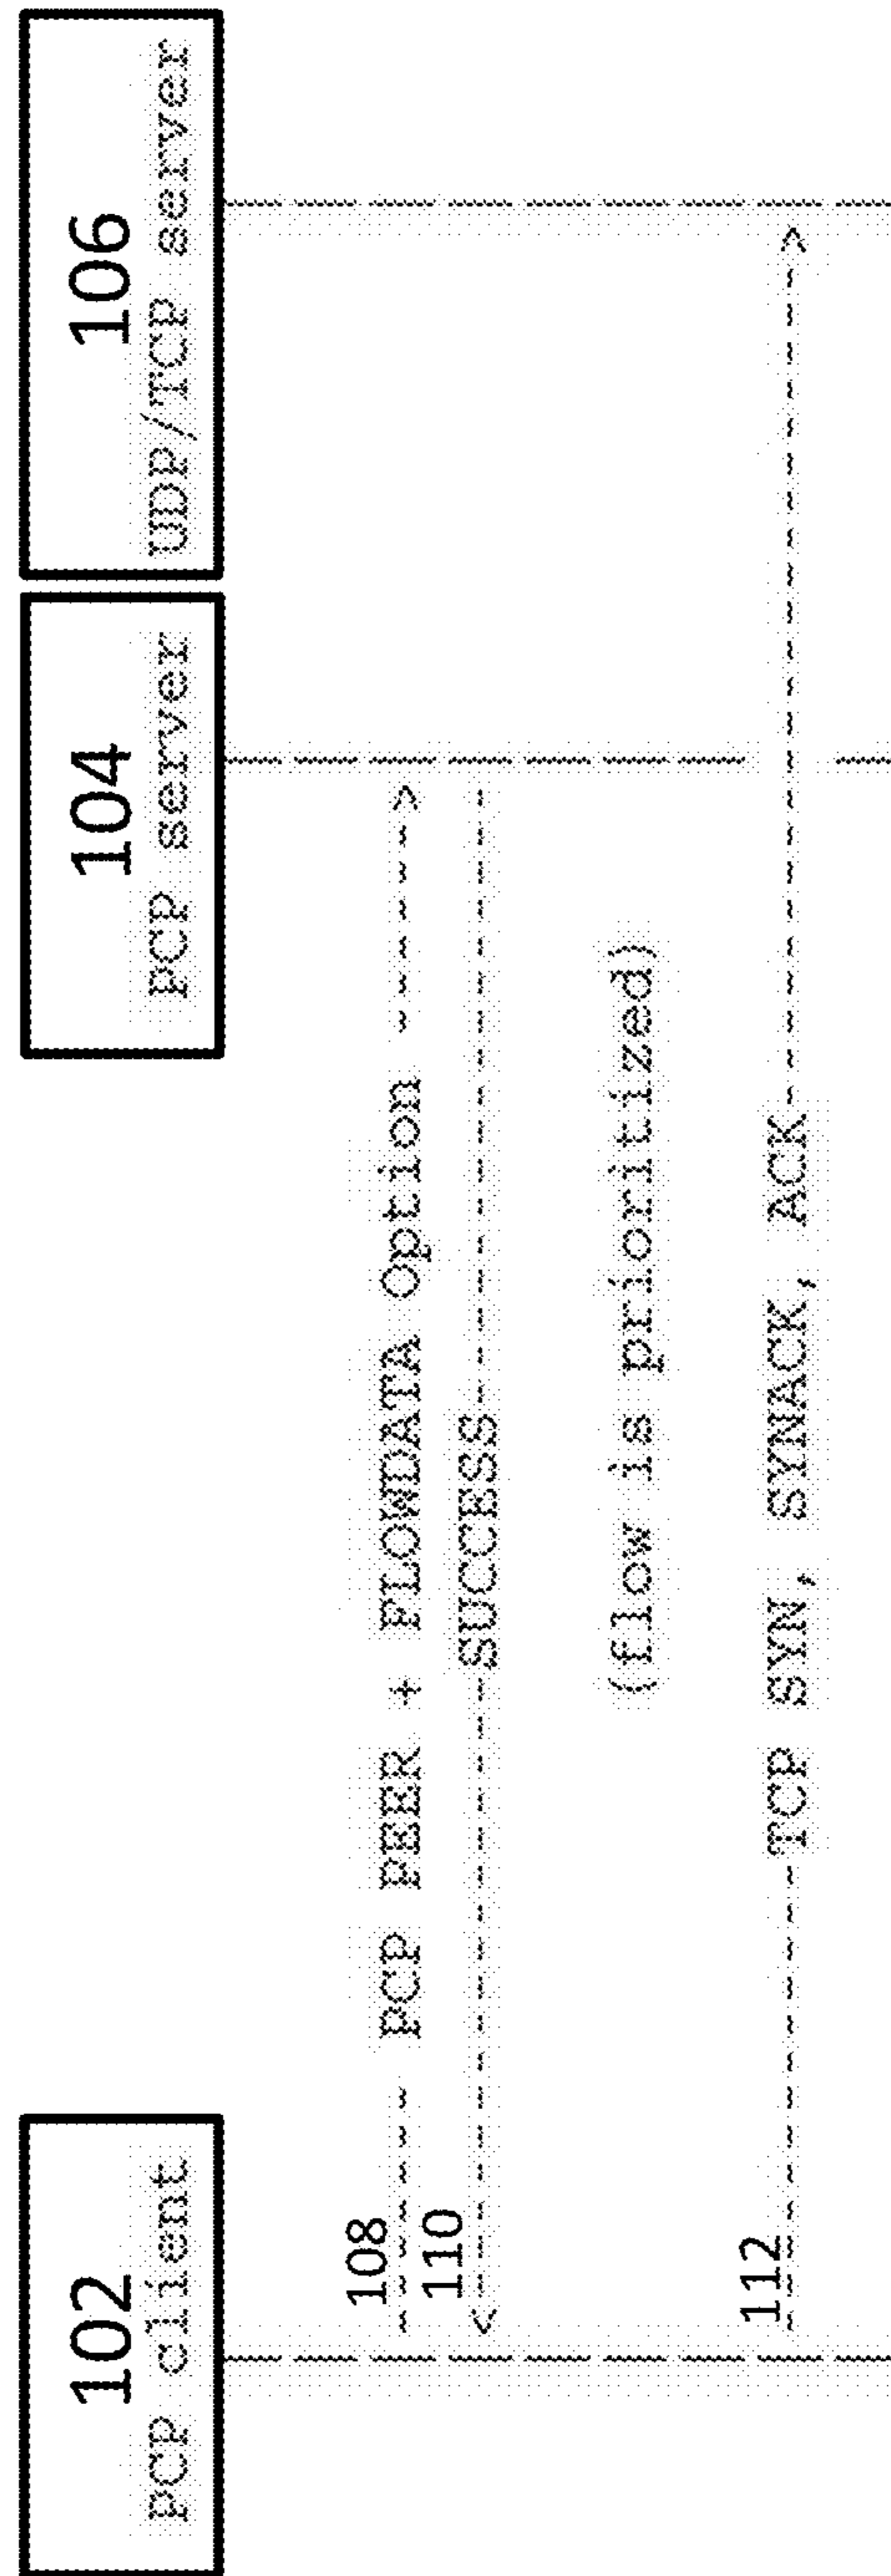 102
PCP client
104
PCP server
106
UDP/TCP server
108
PCP PEER + FLOWDATA Option
110
SUCCESS
(flow is prioritized)
112
TCP SYN, SYNACK, ACK